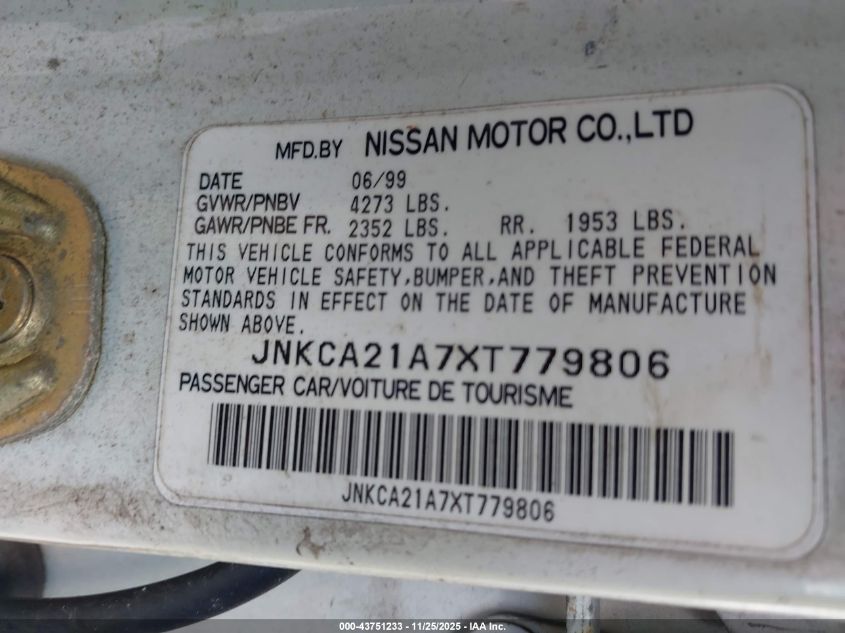 MFD.BY NISSAN MOTOR CO.,LTD
DATE 06/99
GVWR/PNBV 4273 LBS.
GAWR/PNBE FR. 2352 LBS. RR. 1953 LBS.
THIS VEHICLE CONFORMS TO ALL APPLICABLE FEDERAL
MOTOR VEHICLE SAFETY,BUMPER,AND THEFT PREVENTION
STANDARDS IN EFFECT ON THE DATE OF MANUFACTURE
SHOWN ABOVE.
JNKCA21A7XT779806
PASSENGER CAR/VOITURE DE TOURISME
JNKCA21A7XT779806
000-43751233 - 11/25/2025 - IAA Inc.